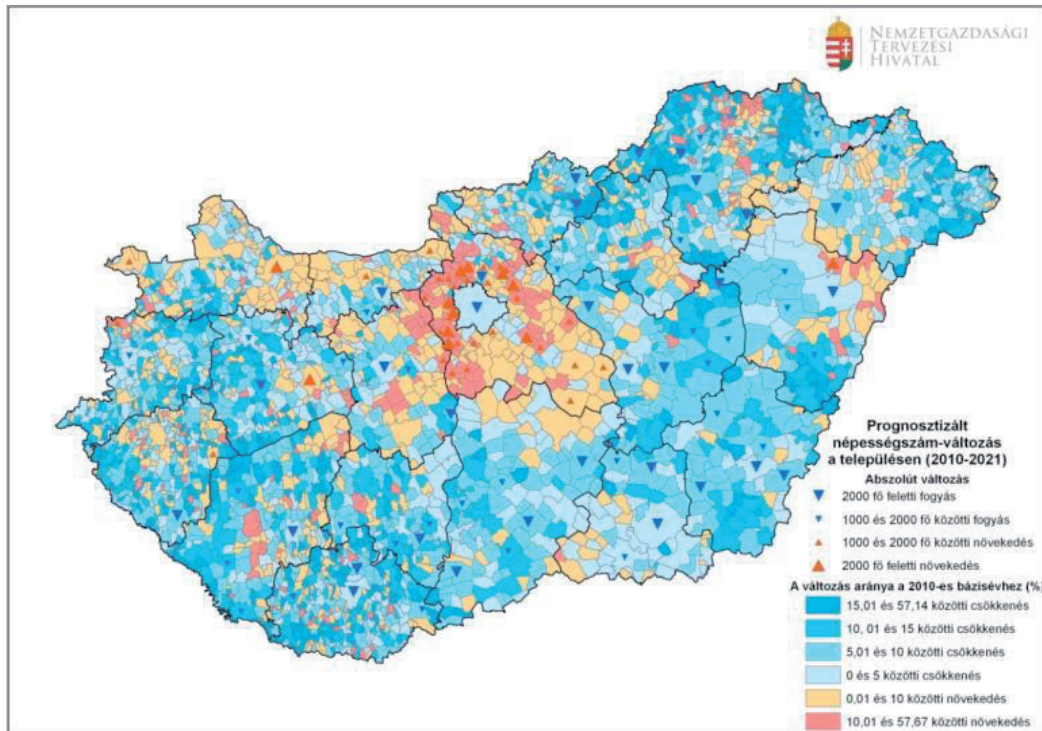 NEMZETGAZDASÁGI
TERVEZÉSI
HIVATAL
Prognosztizált
népességszám-változás
a településen (2010-2021)
Abszolút változás
2000 fő feletti fogyás
1000 és 2000 fő közötti fogyás
1000 és 2000 fő közötti növekedés
2000 fő feletti növekedés
A változás aránya a 2010-es bázisévhez (%)
15,01 és 57,14 közötti csökkenés
10, 01 és 15 közötti csökkenés
5,01 és 10 közötti csökkenés
0 és 5 közötti csökkenés
0,01 és 10 közötti növekedés
10,01 és 57,67 közötti növekedés